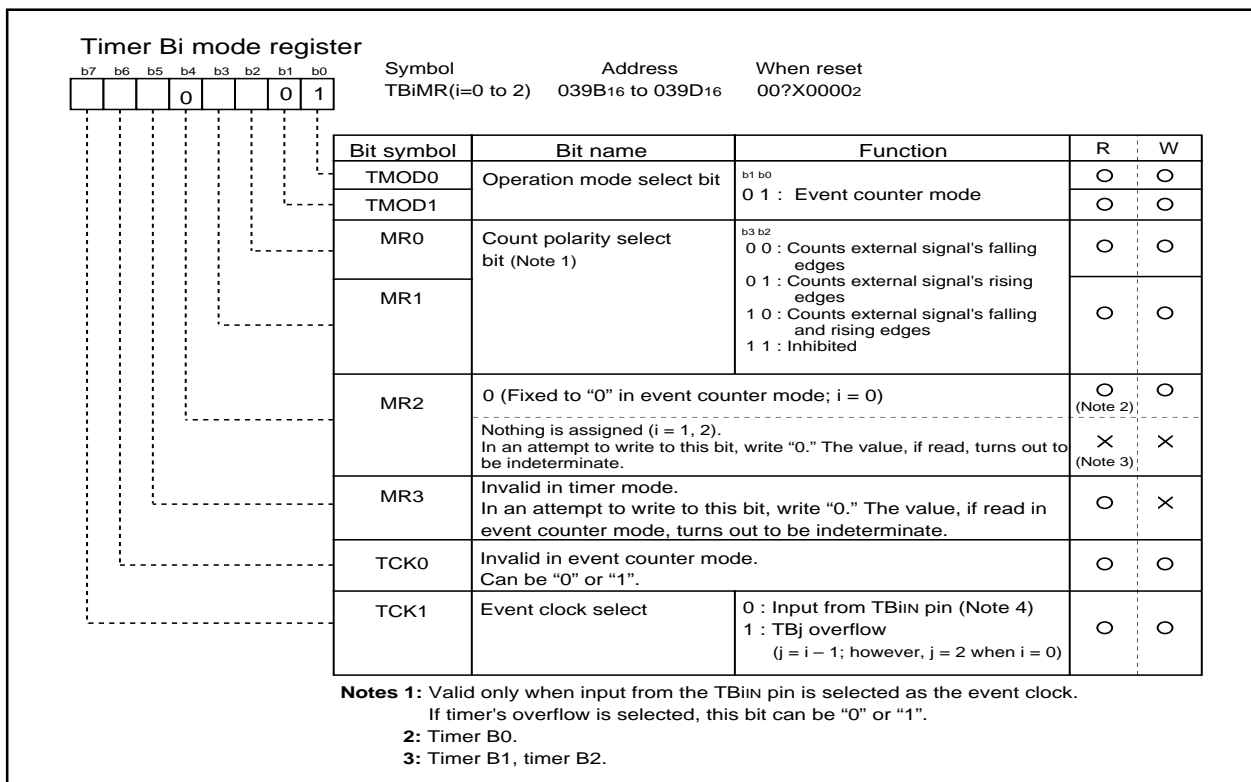 Timer Bi mode register
b7 b6 b5 b4 b3 b2 b1 b0
0 0 1
Symbol Address When reset
TBiMR(i=0 to 2) 039B16 to 039D16 00?X00002
Bit symbol Bit name Function R W
TMOD0 Operation mode select bit b1 b0 O O
0 1 : Event counter mode
TMOD1 O O
MR0 Count polarity select b3 b2
bit (Note 1) 0 0 : Counts external signal's falling O O
edges
0 1 : Counts external signal's rising
MR1 edges
1 0 : Counts external signal's falling O O
and rising edges
1 1 : Inhibited
MR2 0 (Fixed to “0” in event counter mode; i = 0) O O
(Note 2)
Nothing is assigned (i = 1, 2).
In an attempt to write to this bit, write “0.” The value, if read, turns out to × ×
be indeterminate. (Note 3)
MR3 Invalid in timer mode.
In an attempt to write to this bit, write “0.” The value, if read in O ×
event counter mode, turns out to be indeterminate.
TCK0 Invalid in event counter mode. O O
Can be “0” or “1”.
TCK1 Event clock select 0 : Input from TBiIN pin (Note 4)
1 : TBj overflow O O
(j = i – 1; however, j = 2 when i = 0)
Notes 1: Valid only when input from the TBiIN pin is selected as the event clock.
If timer's overflow is selected, this bit can be “0” or “1”.
2: Timer B0.
3: Timer B1, timer B2.